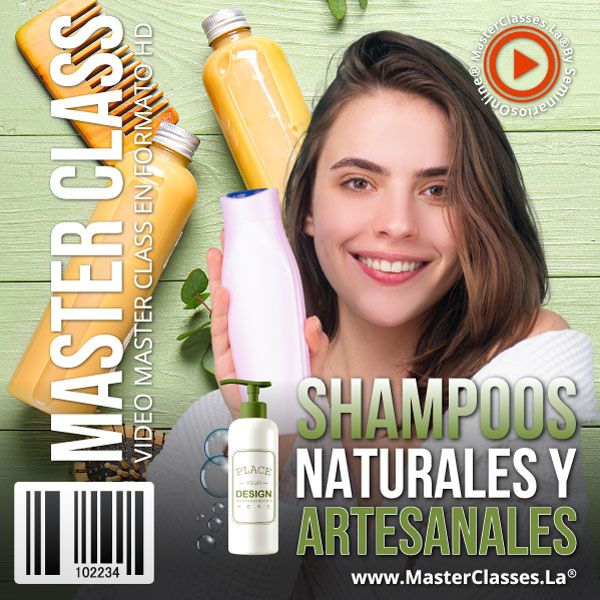 MASTER CLASS
VIDEO MASTER CLASS EN FORMATO HD
MasterClasses.La® By SeminariosOnline®
PLACE
YOUR
DESIGN
HERE
SHAMPOOS
NATURALES Y
ARTESANALES
102234
www.MasterClasses.La®